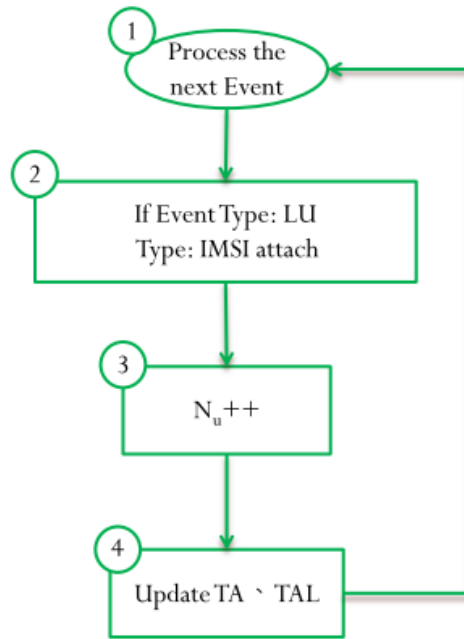 1
Process the
next Event
2
If Event Type: LU
Type: IMSI attach
3
Nᵤ++
4
Update TA、TAL